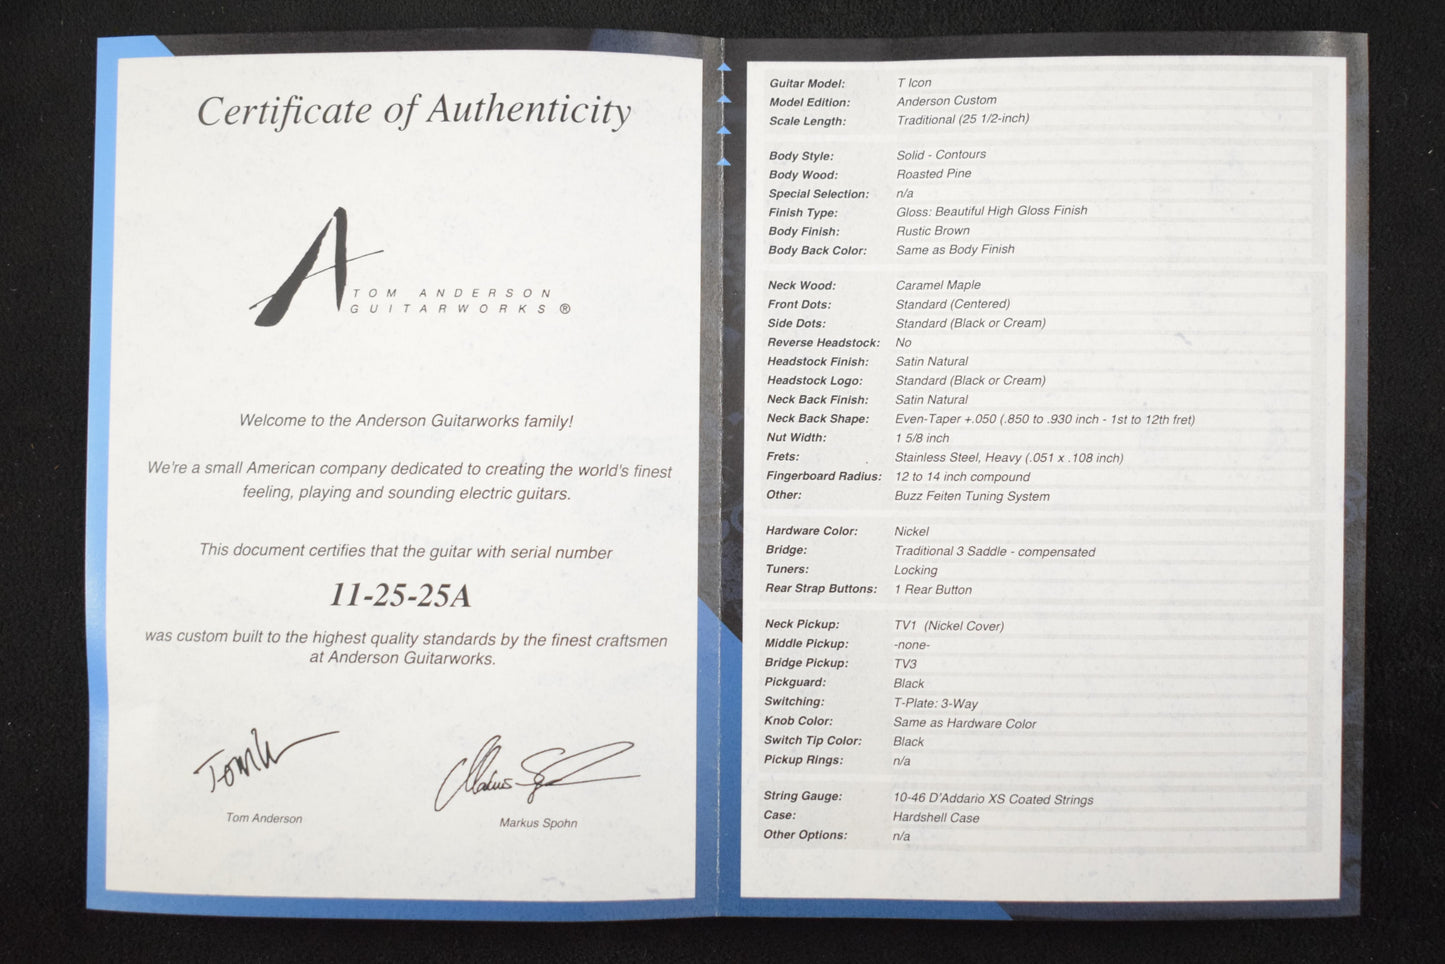 Certificate of Authenticity
TOM ANDERSON
GUITARWORKS ®
Welcome to the Anderson Guitarworks family!
We're a small American company dedicated to creating the world's finest
feeling, playing and sounding electric guitars.
This document certifies that the guitar with serial number
11-25-25A
was custom built to the highest quality standards by the finest craftsmen
at Anderson Guitarworks.
Tom Anderson
Markus Spohn
Guitar Model: T Icon
Model Edition: Anderson Custom
Scale Length: Traditional (25 1/2-inch)
Body Style: Solid - Contours
Body Wood: Roasted Pine
Special Selection: n/a
Finish Type: Gloss: Beautiful High Gloss Finish
Body Finish: Rustic Brown
Body Back Color: Same as Body Finish
Neck Wood: Caramel Maple
Front Dots: Standard (Centered)
Side Dots: Standard (Black or Cream)
Reverse Headstock: No
Headstock Finish: Satin Natural
Headstock Logo: Standard (Black or Cream)
Neck Back Finish: Satin Natural
Neck Back Shape: Even-Taper +.050 (.850 to .930 inch - 1st to 12th fret)
Nut Width: 1 5/8 inch
Frets: Stainless Steel, Heavy (.051 x .108 inch)
Fingerboard Radius: 12 to 14 inch compound
Other: Buzz Feiten Tuning System
Hardware Color: Nickel
Bridge: Traditional 3 Saddle - compensated
Tuners: Locking
Rear Strap Buttons: 1 Rear Button
Neck Pickup: TV1 (Nickel Cover)
Middle Pickup: -none-
Bridge Pickup: TV3
Pickguard: Black
Switching: T-Plate: 3-Way
Knob Color: Same as Hardware Color
Switch Tip Color: Black
Pickup Rings: n/a
String Gauge: 10-46 D'Addario XS Coated Strings
Case: Hardshell Case
Other Options: n/a